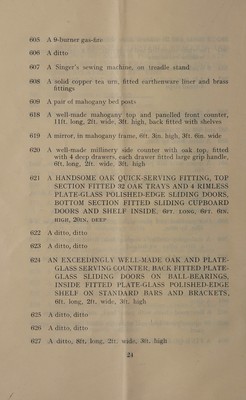 605 A 9-burner gas-fire
606 A ditto
607 A Singer's sewing machine, on treadle stand
608 A solid copper tea urn, fitted earthenware liner and brass
fittings
609 A pair of mahogany bed posts
618 A well-made mahogany top and panelled front counter,
11ft. long, 2ft. wide, 3ft. high, back fitted with shelves
619 A mirror, in mahogany frame, 6ft. 3in. high, 3ft. 6in. wide
620 A well-made millinery side counter with oak top, fitted
with 4 deep drawers, each drawer fitted large grip handle,
6ft. long, 2ft. wide, 3ft. high
621 A HANDSOME OAK QUICK-SERVING FITTING, TOP
SECTION FITTED 32 OAK TRAYS AND 4 RIMLESS
PLATE-GLASS POLISHED-EDGE SLIDING DOORS,
BOTTOM SECTION FITTED SLIDING CUPBOARD
DOORS AND SHELF INSIDE, 6FT. LONG, 6FT. 6IN.
HIGH, 20IN. DEEP
622 A ditto, ditto
623 A ditto, ditto
624 AN EXCEEDINGLY WELL-MADE OAK AND PLATE-
GLASS SERVING COUNTER, BACK FITTED PLATE-
GLASS SLIDING DOORS ON BALL-BEARINGS,
INSIDE FITTED PLATE-GLASS POLISHED-EDGE
SHELF ON STANDARD BARS AND BRACKETS,
6ft. long, 2ft. wide, 3ft. high
625 A ditto, ditto
626 A ditto, ditto
627 A ditto, 8ft. long, 2ft. wide, 3ft. high
24